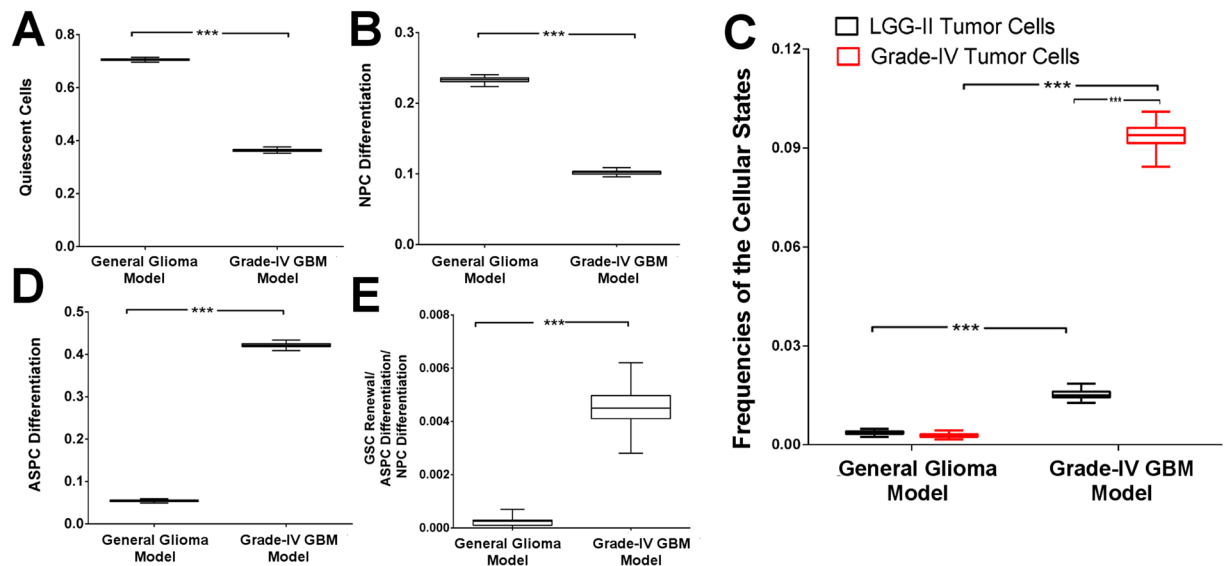 A
***
Quiescent Cells
0.8
0.6
0.4
0.2
0.0
General Glioma
Model
Grade-IV GBM
Model
B
***
NPC Differentiation
0.3
0.2
0.1
0.0
General Glioma
Model
Grade-IV GBM
Model
C
LGG-II Tumor Cells
Grade-IV Tumor Cells
***
***
***
Frequencies of the Cellular States
0.12
0.09
0.06
0.03
0.00
General Glioma
Model
Grade-IV GBM
Model
D
***
ASPC Differentiation
0.5
0.4
0.3
0.2
0.1
0.0
General Glioma
Model
Grade-IV GBM
Model
E
***
GSC Renewal/
ASPC Differentiation/
NPC Differentiation
0.008
0.006
0.004
0.002
0.000
General Glioma
Model
Grade-IV GBM
Model